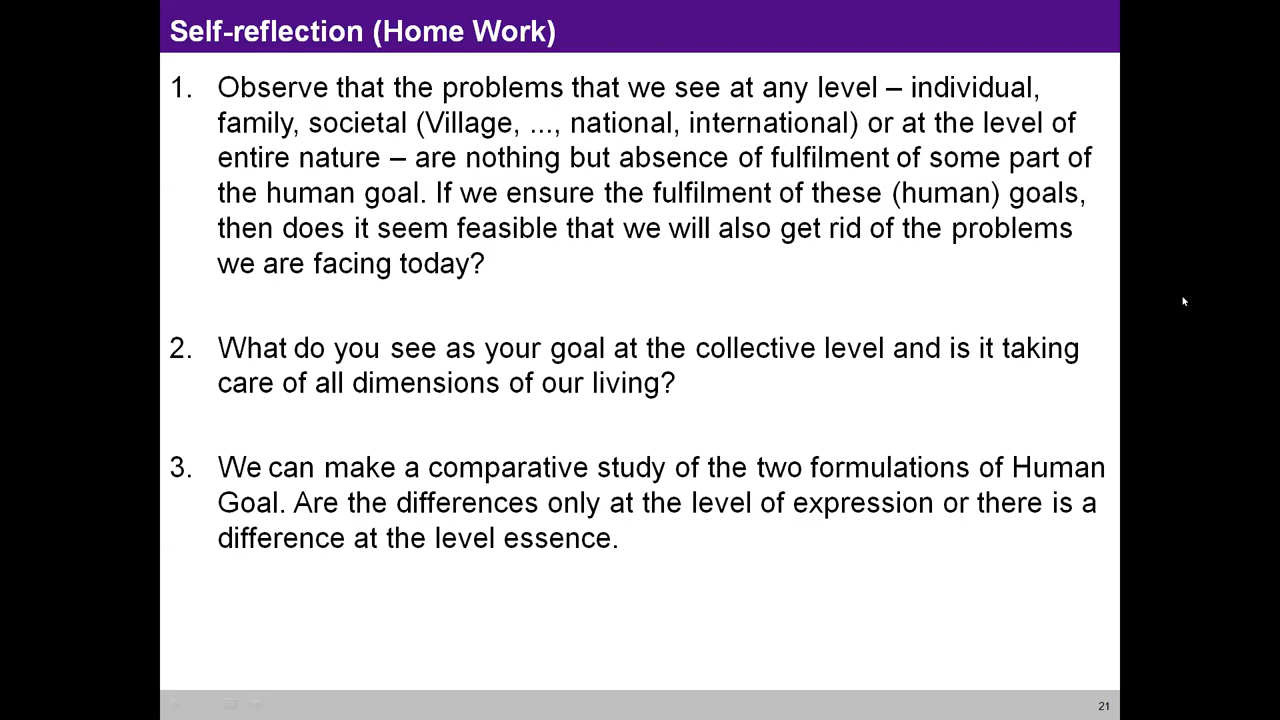 Self-reflection (Home Work)
1. Observe that the problems that we see at any level – individual,
family, societal (Village, ..., national, international) or at the level of
entire nature – are nothing but absence of fulfilment of some part of
the human goal. If we ensure the fulfilment of these (human) goals,
then does it seem feasible that we will also get rid of the problems
we are facing today?
2. What do you see as your goal at the collective level and is it taking
care of all dimensions of our living?
3. We can make a comparative study of the two formulations of Human
Goal. Are the differences only at the level of expression or there is a
difference at the level essence.
21